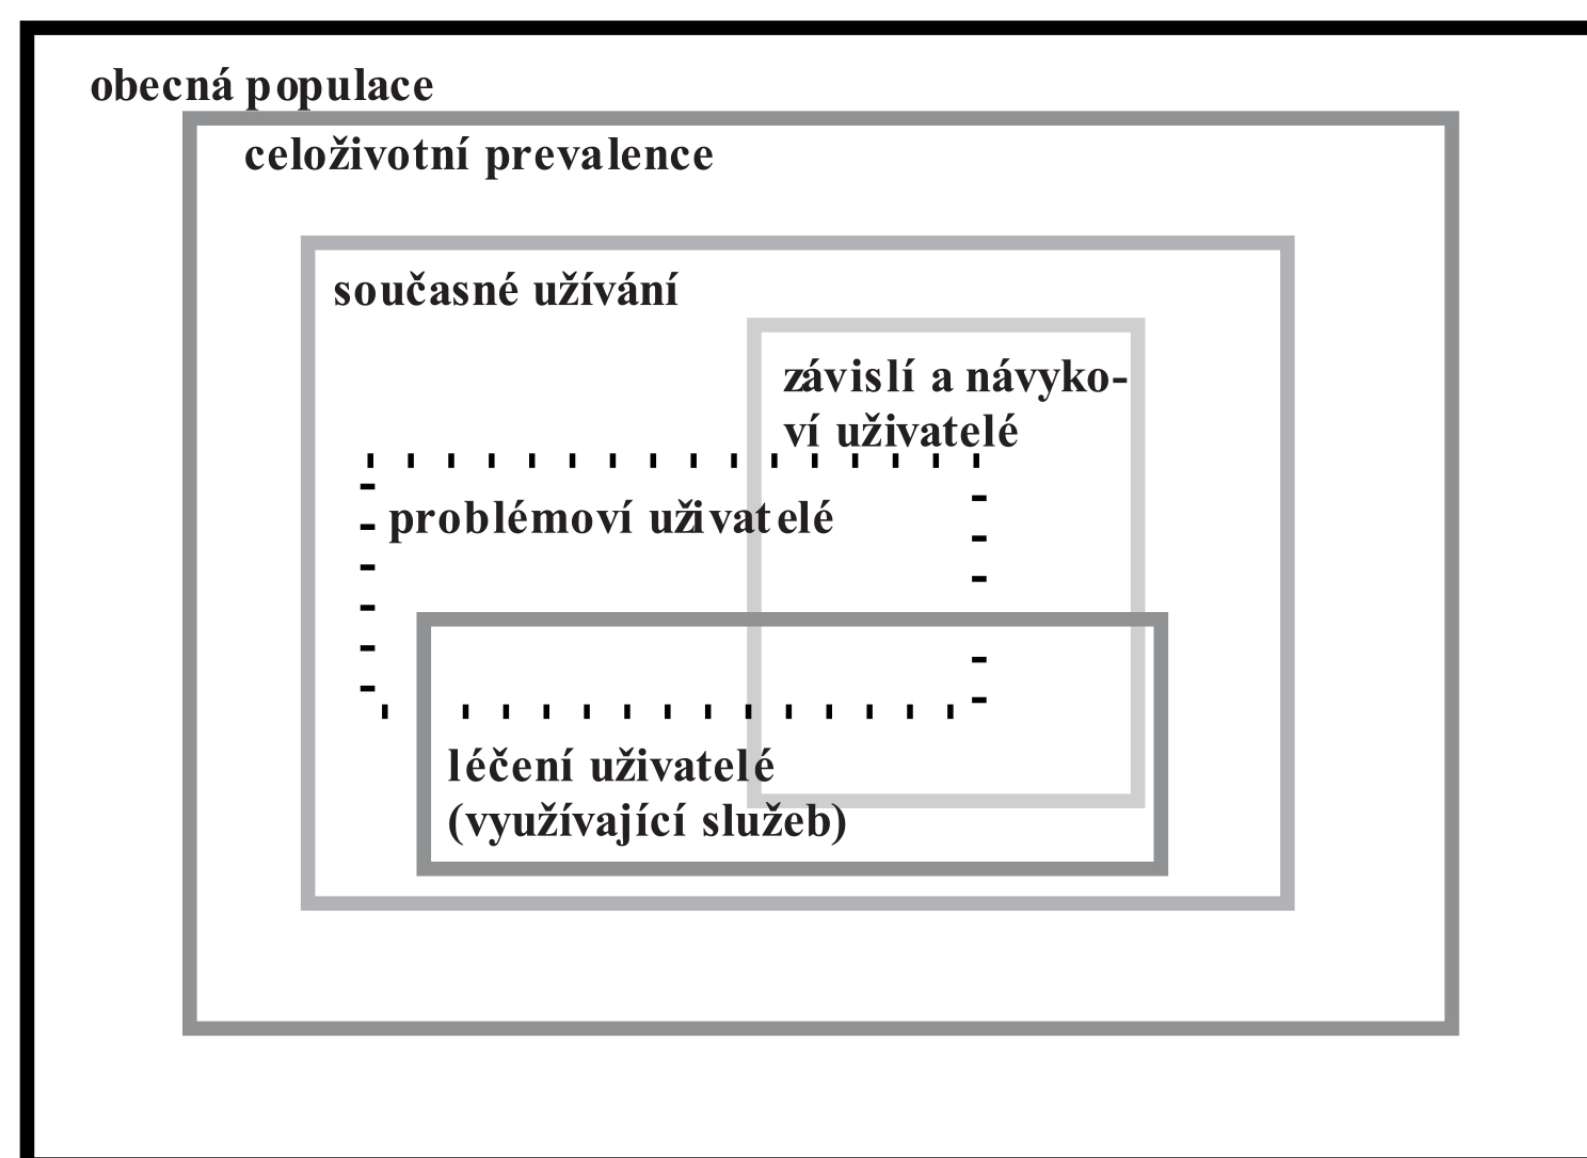 obecná populace
celoživotní prevalence
současné užívání
závislí a návyko-
ví uživatelé
problémoví uživatelé
léčení uživatelé
(využívající služeb)